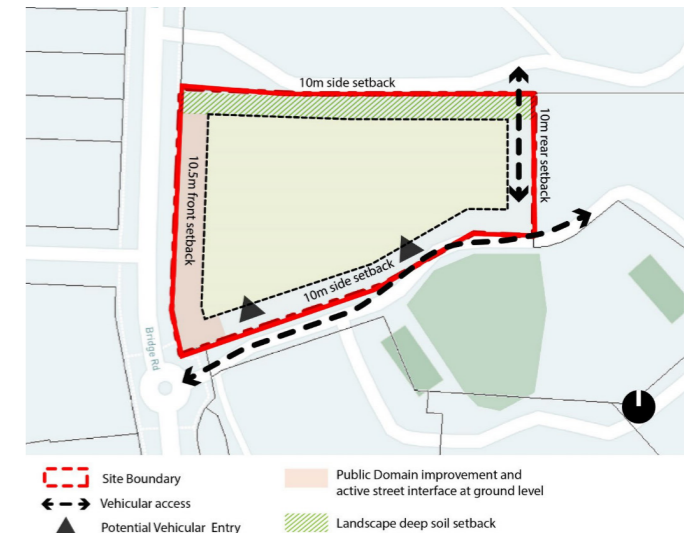 10m side setback
10m rear setback
10.5m front setback
10m side setback
Bridge Rd
Site Boundary
Vehicular access
Potential Vehicular Entry
Public Domain improvement and
active street interface at ground level
Landscape deep soil setback